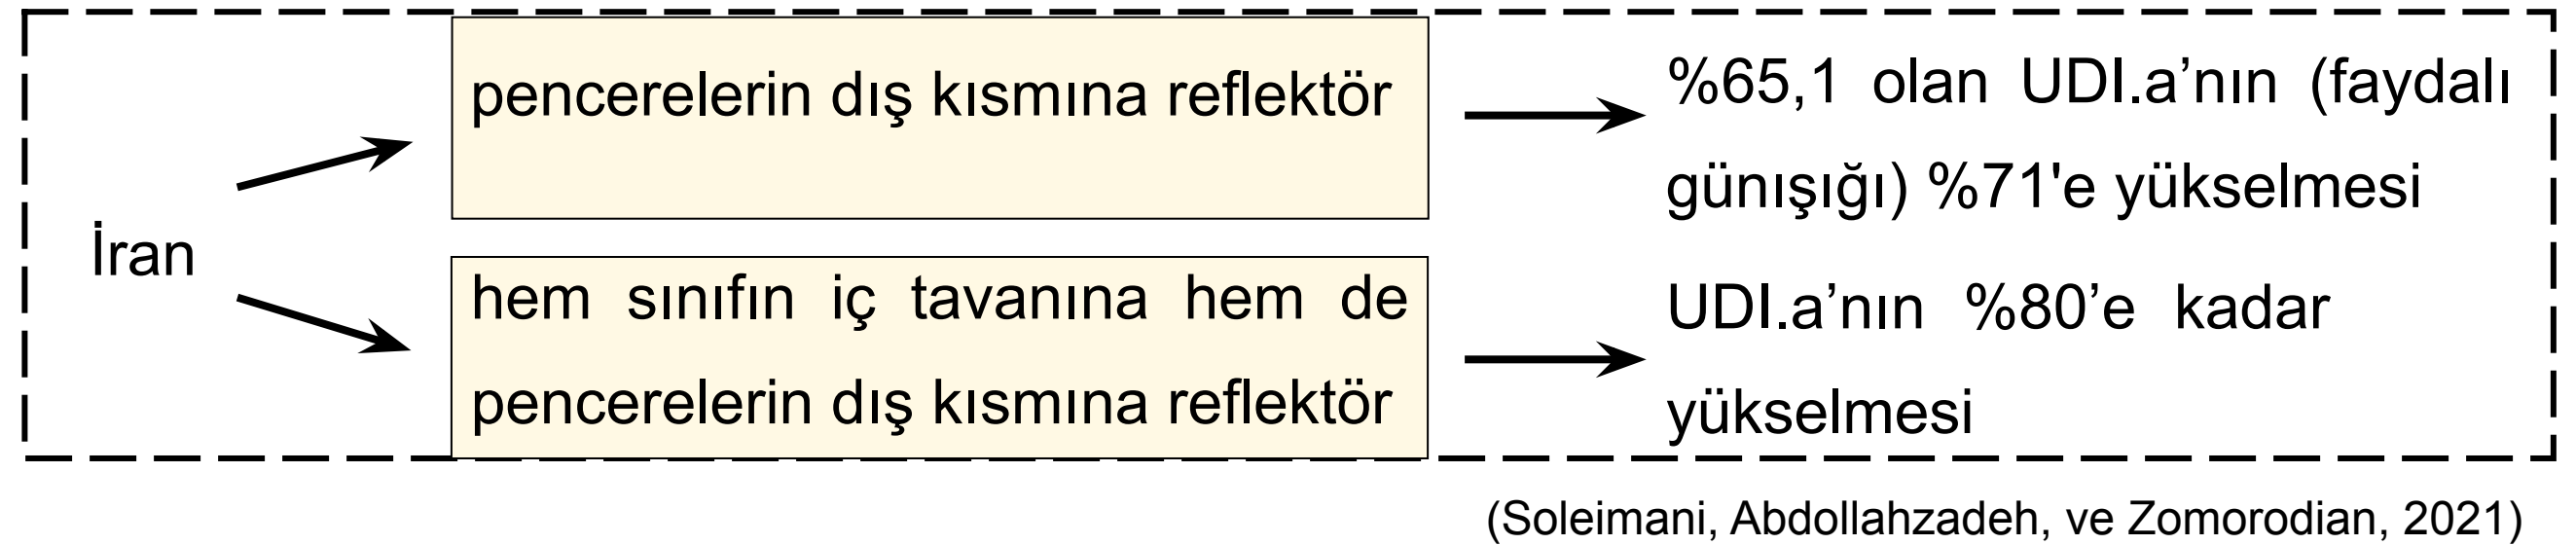 pencerelerin dış kısmına reflektör
%65,1 olan UDI.a’nın (faydalı
günışığı) %71'e yükselmesi
İran
hem sınıfın iç tavanına hem de
pencerelerin dış kısmına reflektör
UDI.a’nın %80’e kadar
yükselmesi
(Soleimani, Abdollahzadeh, ve Zomorodian, 2021)